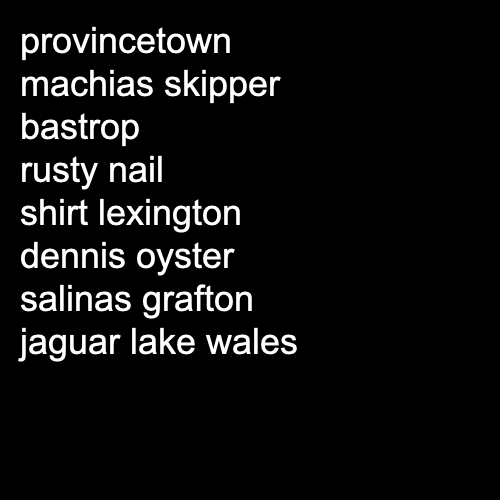 provincetown
machias skipper
bastrop
rusty nail
shirt lexington
dennis oyster
salinas grafton
jaguar lake wales